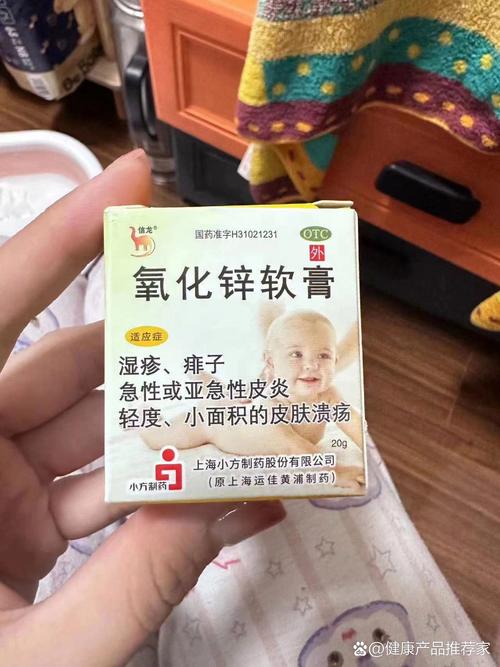 信龙®
国药准字H31021231
OTC
外
氧化锌软膏
适应症
湿疹、痱子
急性或亚急性皮炎
轻度、小面积的皮肤溃疡
20g
小方制药
上海小方制药股份有限公司
(原上海运佳黄浦制药)
@健康产品推荐家